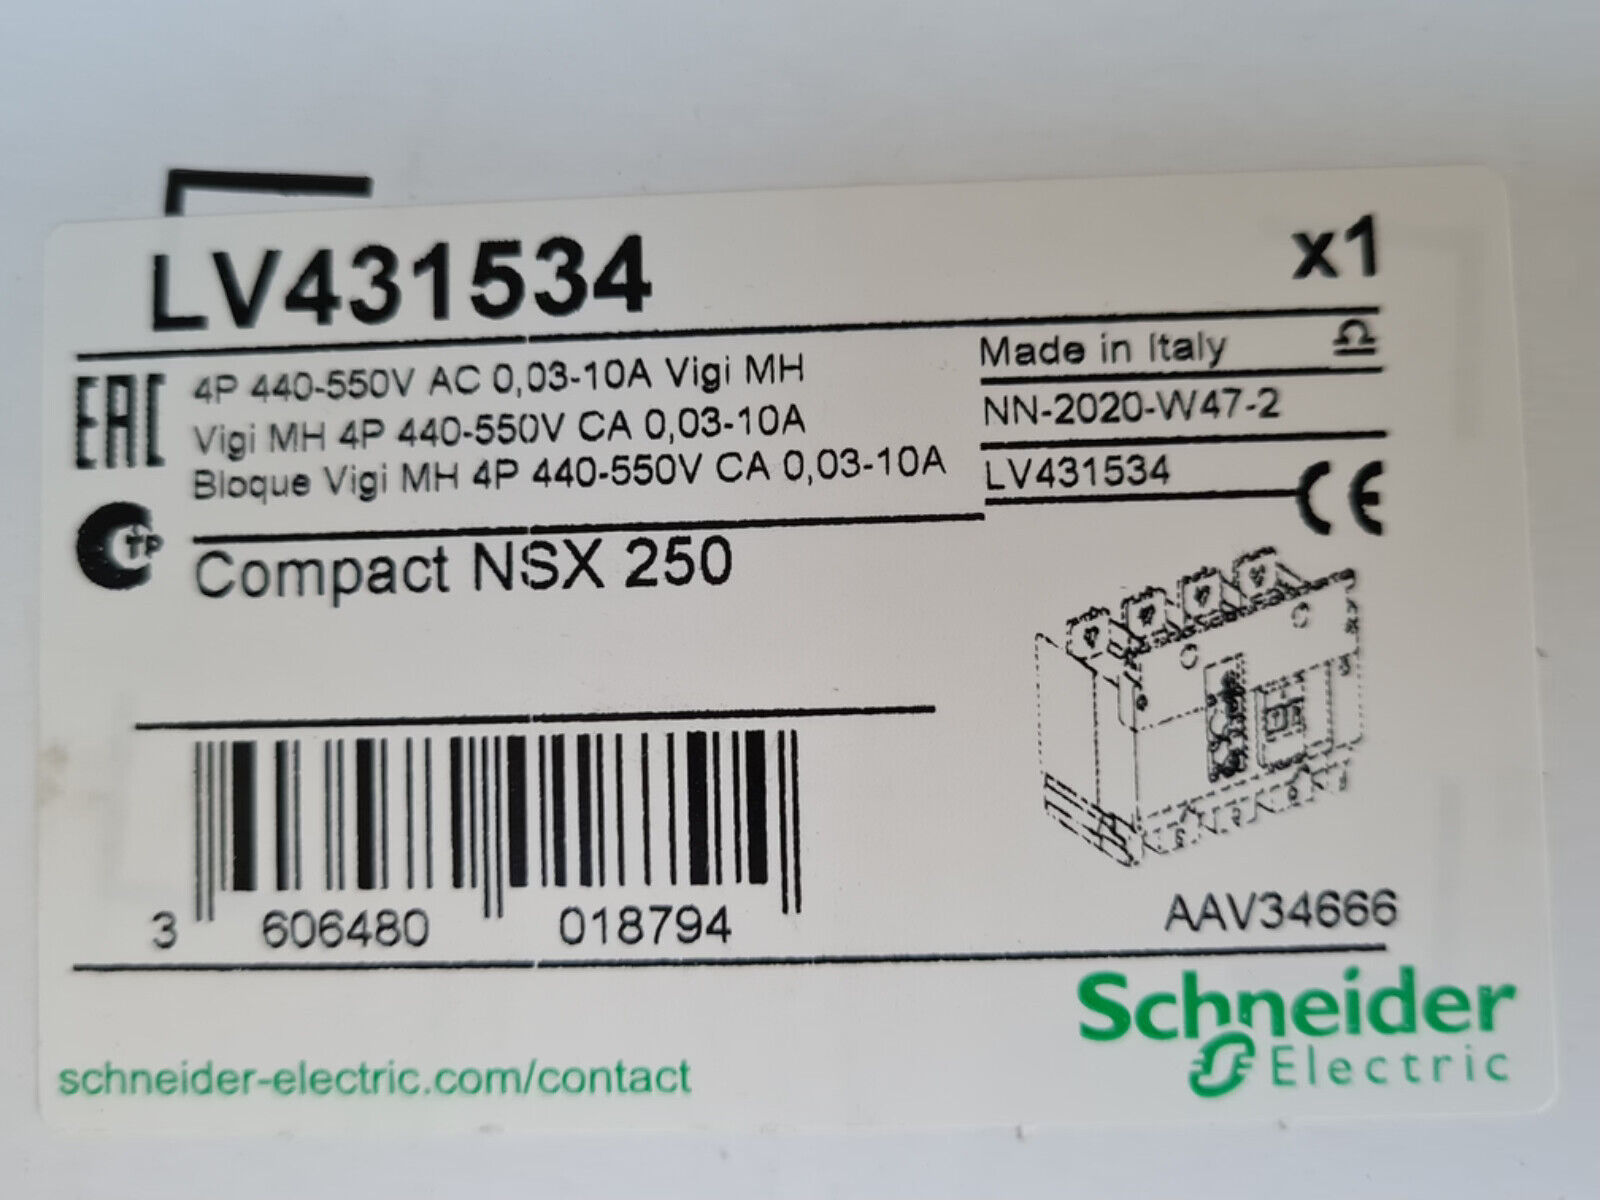 LV431534
x1
EAC
4P 440-550V AC 0,03-10A Vigi MH
Vigi MH 4P 440-550V CA 0,03-10A
Bloque Vigi MH 4P 440-550V CA 0,03-10A
Made in Italy
NN-2020-W47-2
LV431534
CE
TP
Compact NSX 250
3 606480 018794
AAV34666
Schneider
Electric
schneider-electric.com/contact